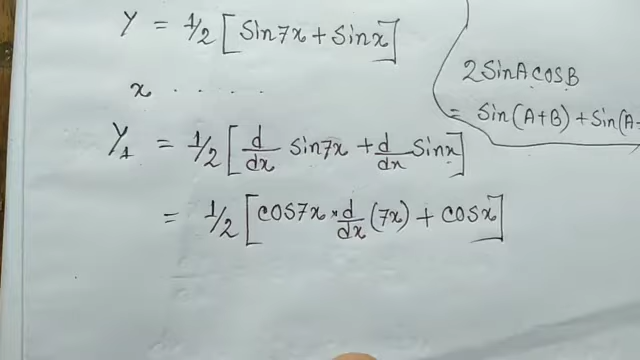 y = 1/2 [Sin7x + Sinx]
2SinA cosB
= Sin(A+B) + Sin(A-
x . . . . .
y₁ = 1/2 [d/dx Sin7x + d/dx Sinx]
= 1/2 [cos7x × d/dx (7x) + cosx]